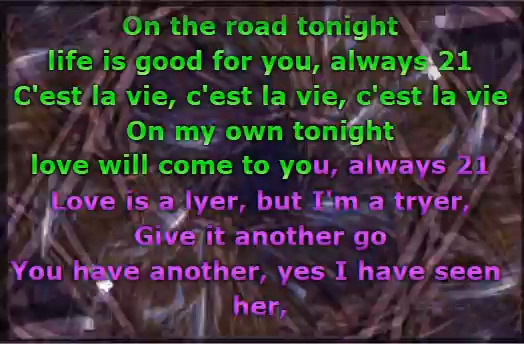 On the road tonight
life is good for you, always 21
C'est la vie, c'est la vie, c'est la vie
On my own tonight
love will come to you, always 21
Love is a lyer, but I'm a tryer,
Give it another go
You have another, yes I have seen
her,